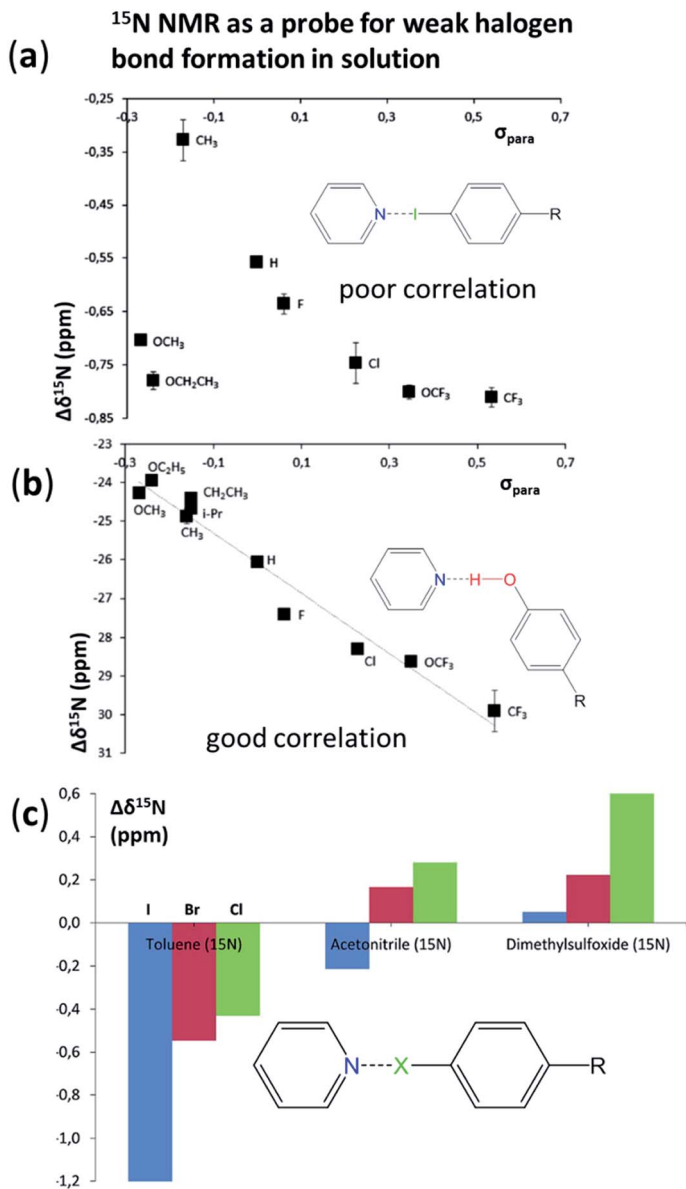 ¹⁵N NMR as a probe for weak halogen
bond formation in solution
(a)
-0,25
-0,3 -0,1 0,1 0,3 0,5 0,7
σpara
CH₃
-0,35
-0,45
-0,55
-0,65
-0,75
-0,85
Δδ¹⁵N (ppm)
N I R
H
poor correlation
F
OCH₃
OCH₂CH₃
Cl
OCF₃
CF₃
(b)
-23
-0,3 -0,1 0,1 0,3 0,5 0,7
σpara
-24
-25
-26
-27
28
29
30
31
Δδ¹⁵N (ppm)
OC₂H₅
OCH₃
CH₂CH₃
i-Pr
CH₃
H
N H O
R
F
Cl
OCF₃
CF₃
good correlation
(c)
Δδ¹⁵N
(ppm)
0,6
0,4
0,2
0,0
-0,2
-0,4
-0,6
-0,8
-1,0
-1,2
I Br Cl
Toluene (15N) Acetonitrile (15N) Dimethylsulfoxide (15N)
N X R